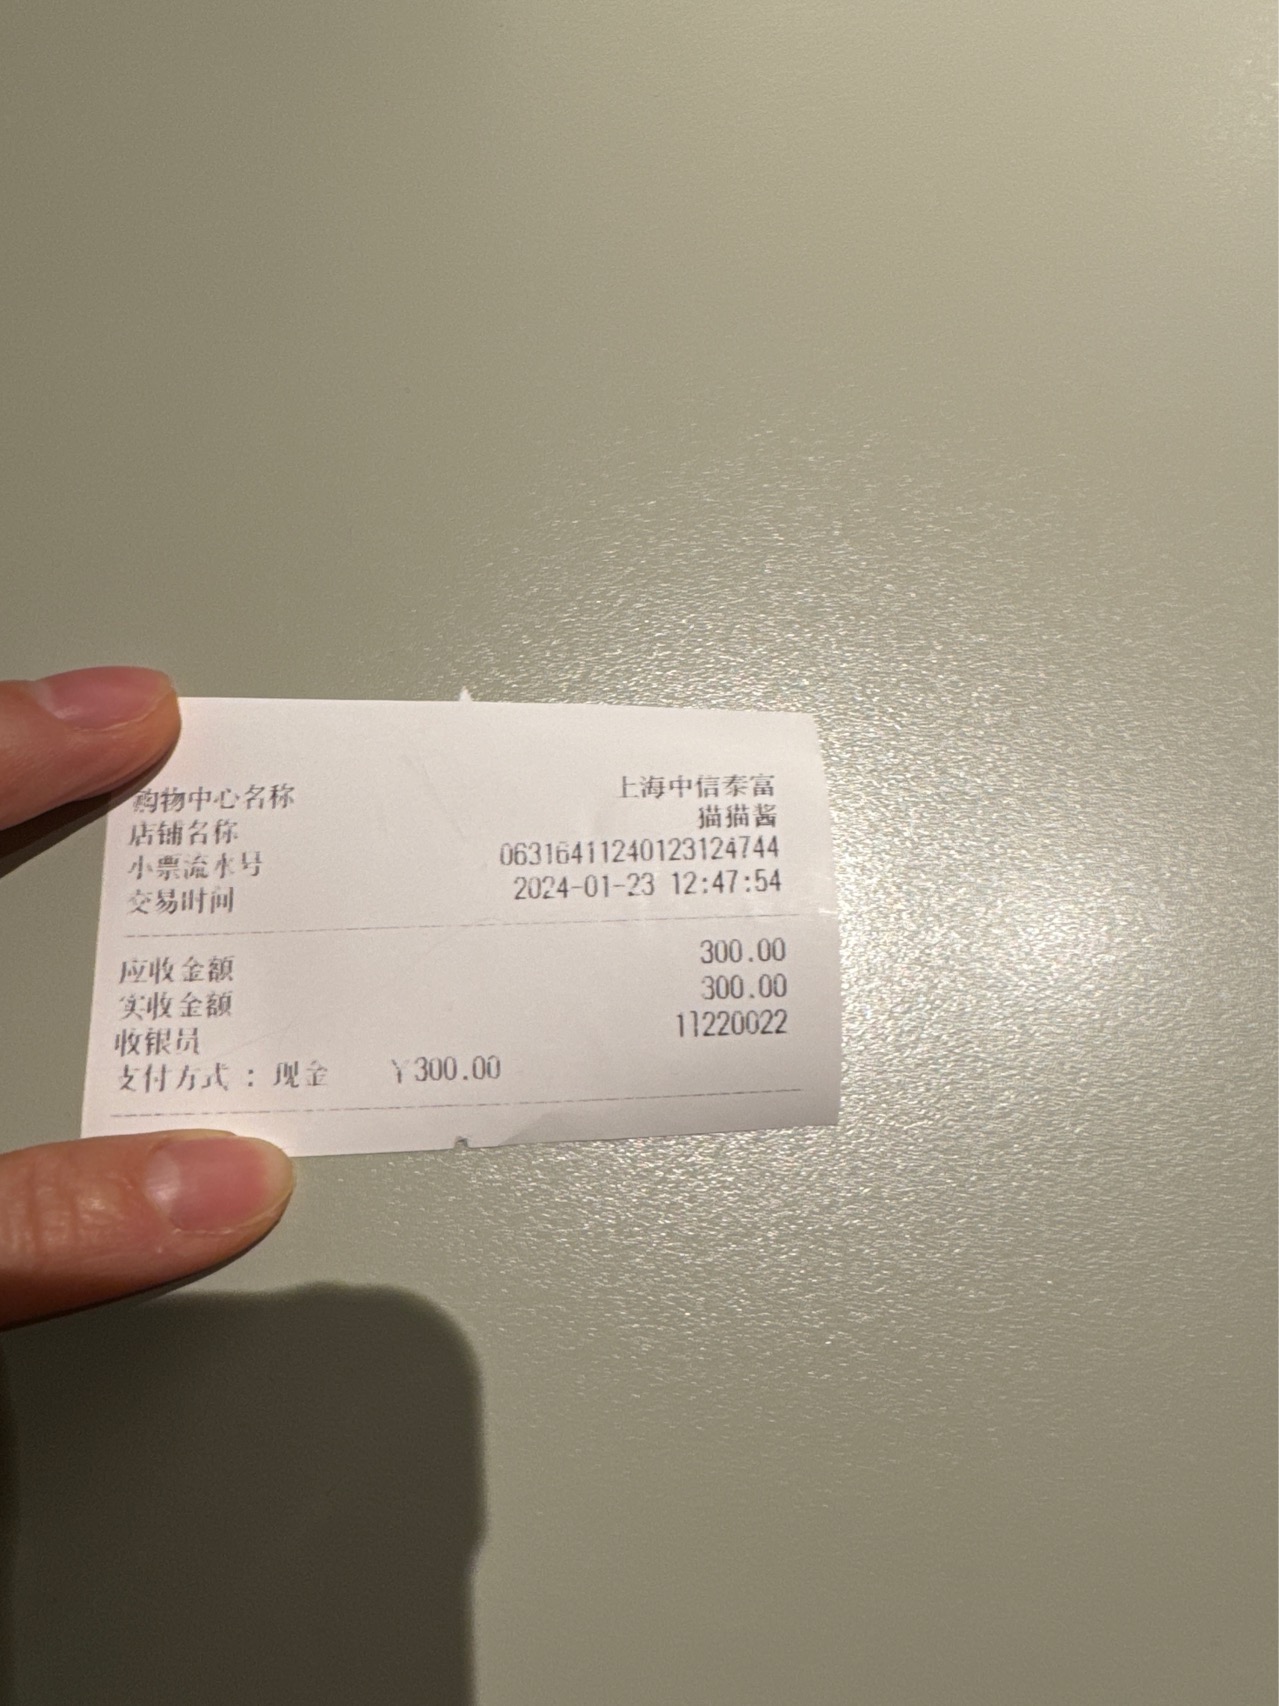 购物中心名称 上海中信泰富
店铺名称 猫猫酱
小票流水号 06316411240123124744
交易时间 2024-01-23 12:47:54
应收金额 300.00
实收金额 300.00
收银员 11220022
支付方式：现金 ￥300.00